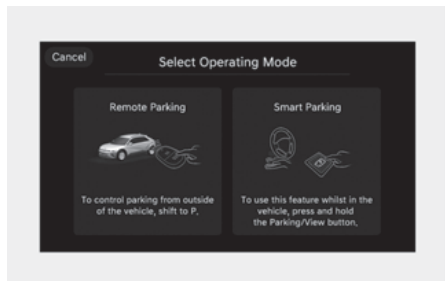 Cancel
Select Operating Mode
Remote Parking
To control parking from outside
of the vehicle, shift to P.
Smart Parking
To use this feature whilst in the
vehicle, press and hold
the Parking/View button.